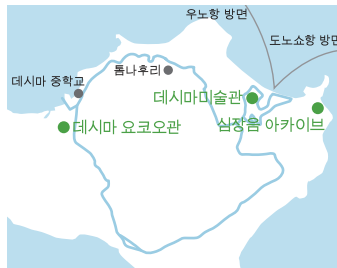 우노항 방면
도노쇼항 방면
톰나후리
데시마 중학교
데시마미술관
심장음 아카이브
데시마 요코오관